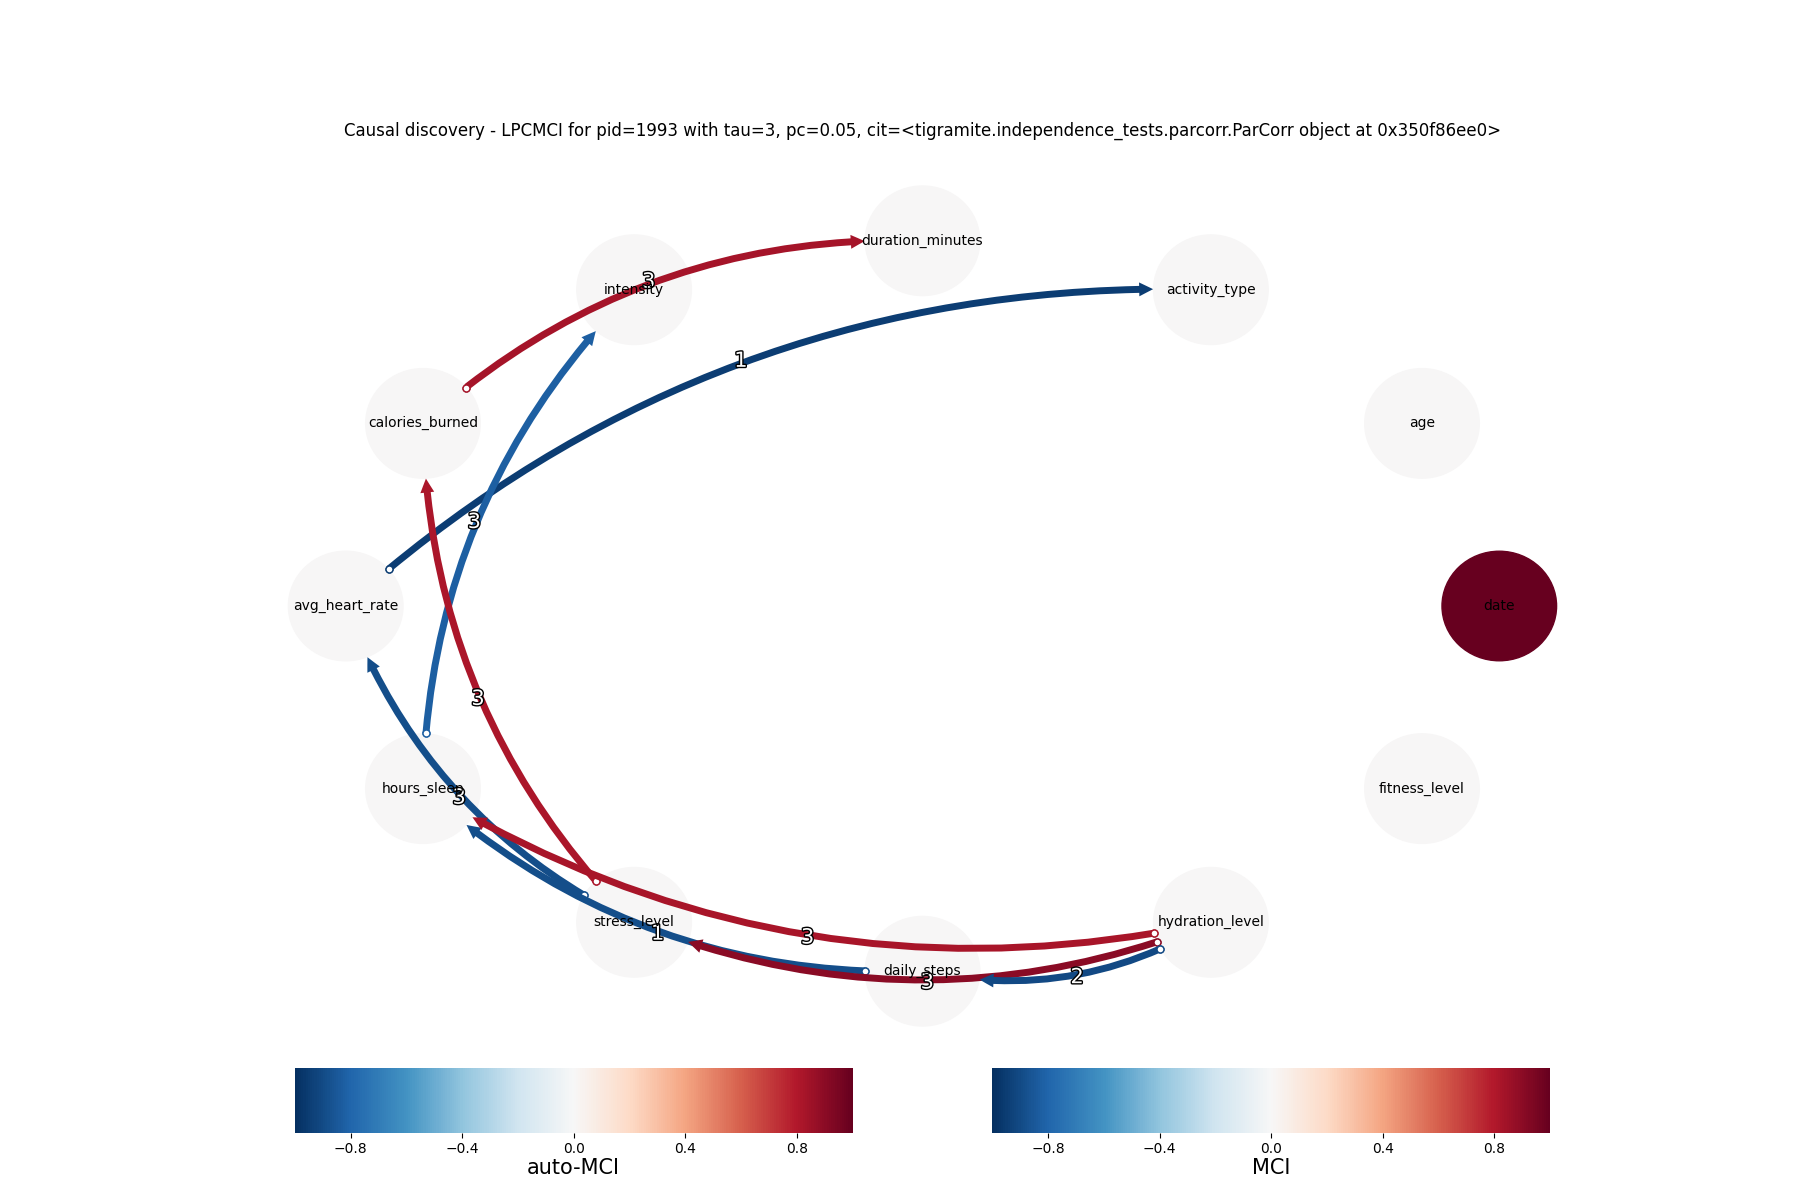 Causal discovery - LPCMCI for pid=1993 with tau=3, pc=0.05, cit=<tigramite.independence_tests.parcorr.ParCorr object at 0x350f86ee0>
duration_minutes
3
intensity
activity_type
1
calories_burned
age
3
avg_heart_rate
date
3
hours_sleep
3
fitness_level
stress_level
hydration_level
1
3
daily_steps
3
2
−0.8 −0.4 0.0 0.4 0.8
auto-MCI
−0.8 −0.4 0.0 0.4 0.8
MCI